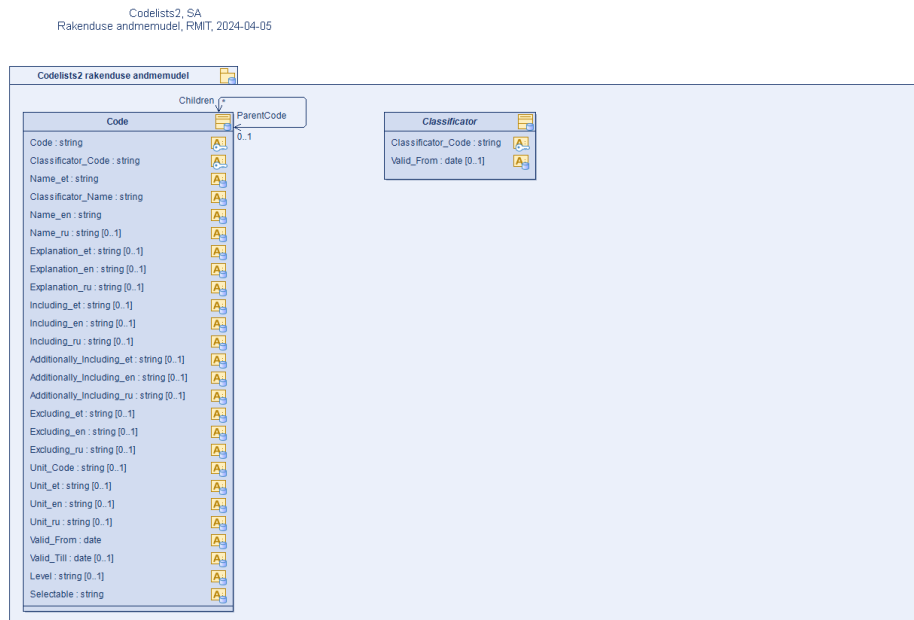 Codelists2, SA
Rakenduse andmemudel, RMIT, 2024-04-05
Codelists2 rakenduse andmemudel
Children *
ParentCode
0..1
Code
Code : string
Classificator_Code : string
Name_et : string
Classificator_Name : string
Name_en : string
Name_ru : string [0..1]
Explanation_et : string [0..1]
Explanation_en : string [0..1]
Explanation_ru : string [0..1]
Including_et : string [0..1]
Including_en : string [0..1]
Including_ru : string [0..1]
Additionally_Including_et : string [0..1]
Additionally_Including_en : string [0..1]
Additionally_Including_ru : string [0..1]
Excluding_et : string [0..1]
Excluding_en : string [0..1]
Excluding_ru : string [0..1]
Unit_Code : string [0..1]
Unit_et : string [0..1]
Unit_en : string [0..1]
Unit_ru : string [0..1]
Valid_From : date
Valid_Till : date [0..1]
Level : string [0..1]
Selectable : string
Classificator
Classificator_Code : string
Valid_From : date [0..1]